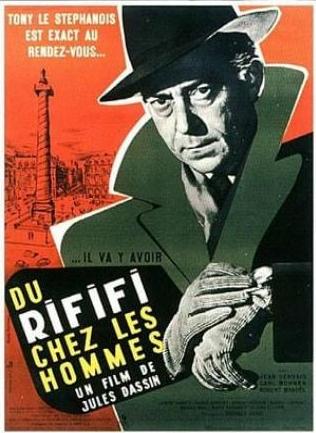 TONY LE STEPHANOIS
EST EXACT AU
RENDEZ-VOUS...
...IL VA Y AVOIR
DU
RIFIFI
CHEZ LES
HOMMES
UN FILM DE
JULES DASSIN
JEAN SERVAIS
CARL MOHNER
ROBERT MANUEL